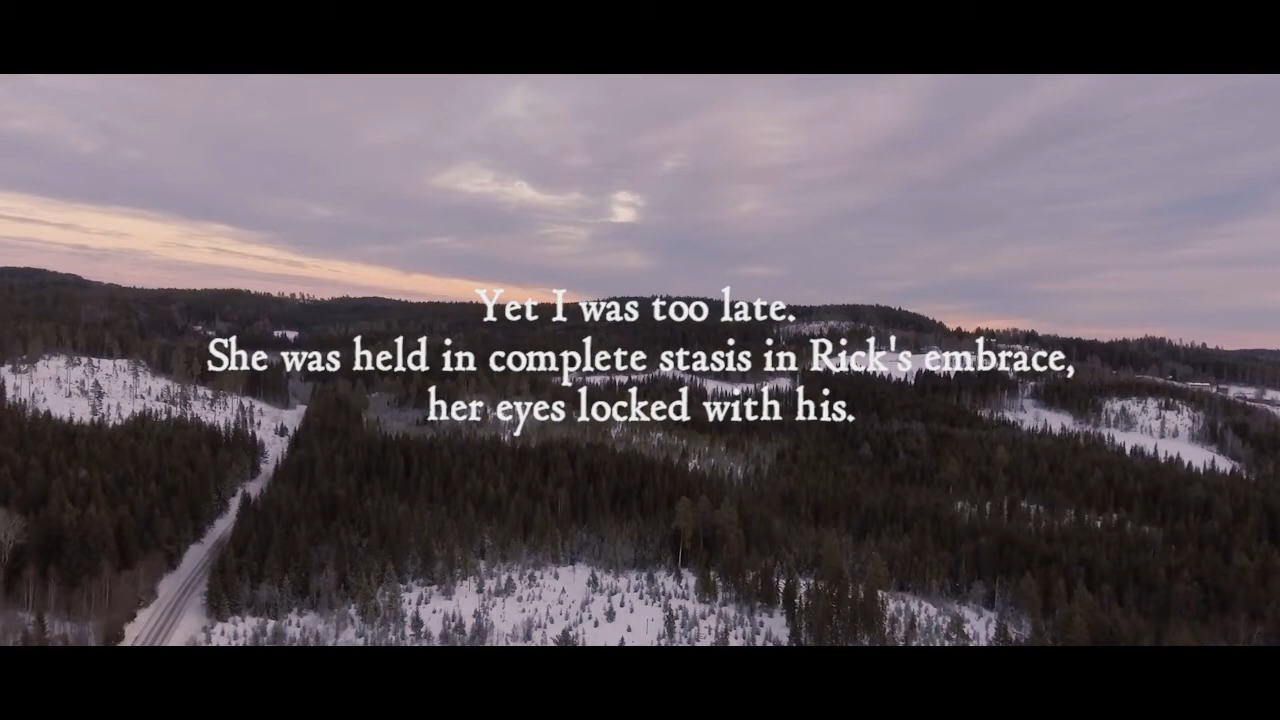 Yet I was too late.
She was held in complete stasis in Rick's embrace,
her eyes locked with his.